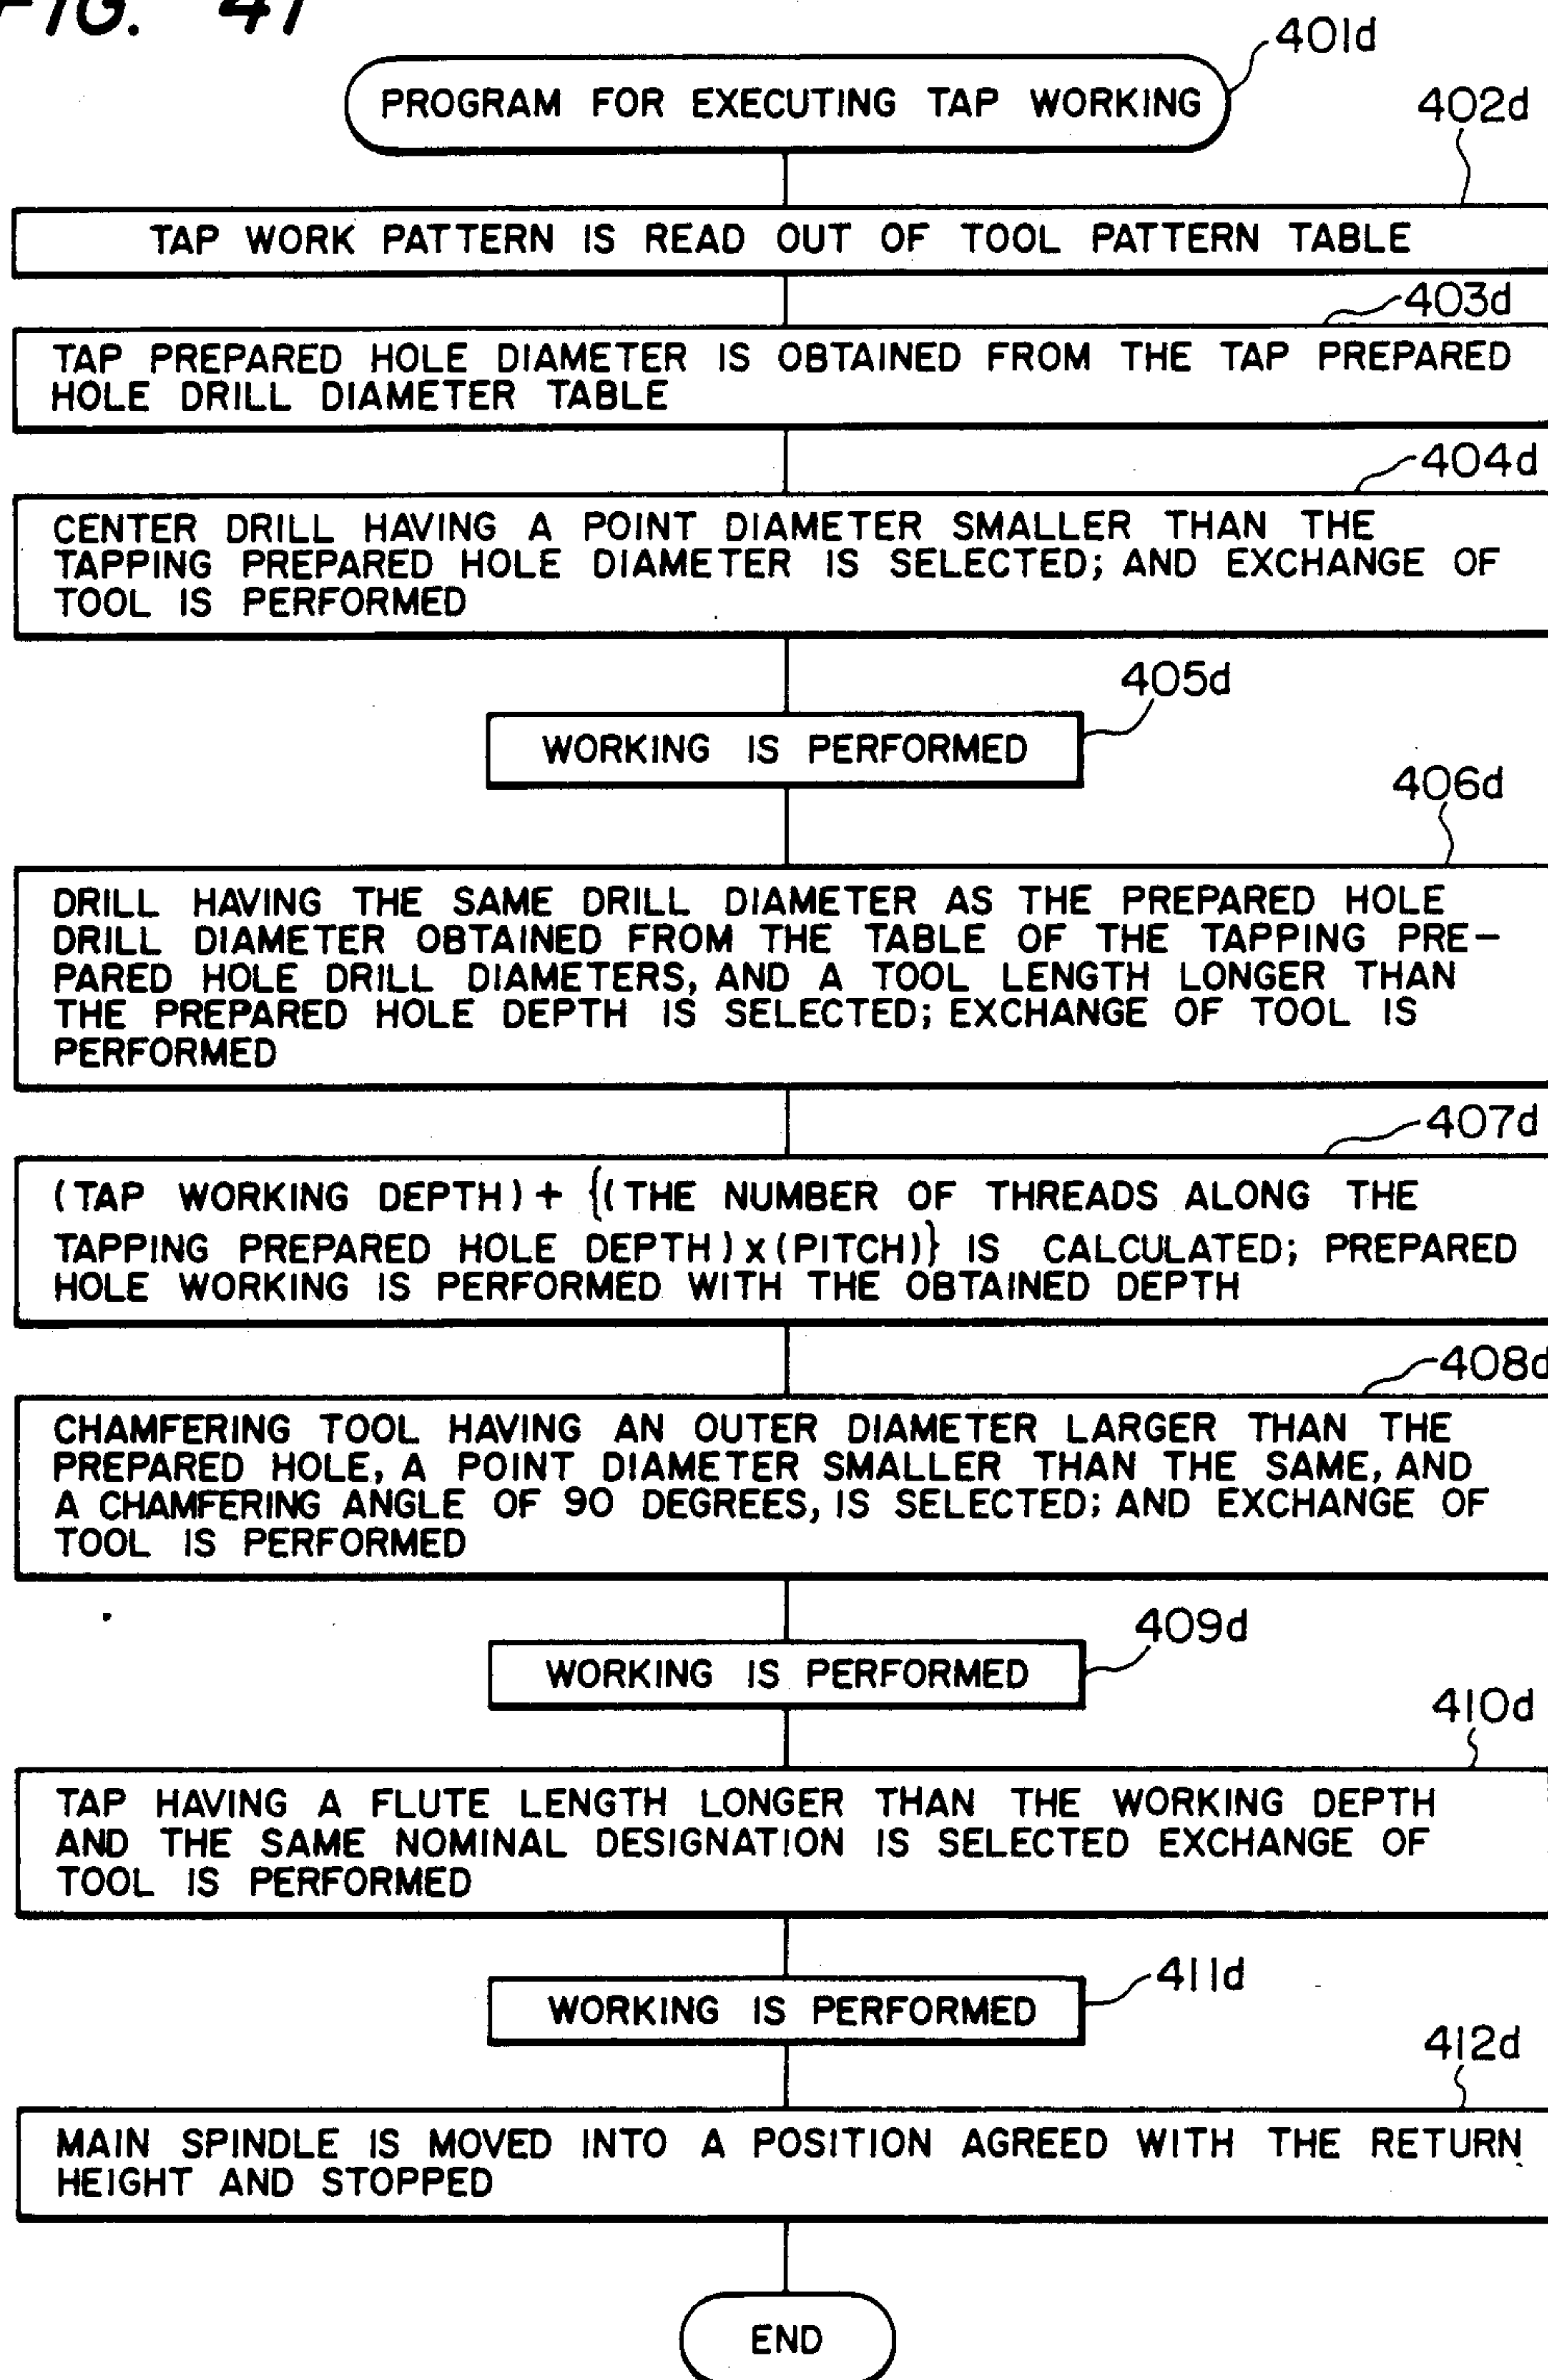 FIG. 41
401d
PROGRAM FOR EXECUTING TAP WORKING
402d
TAP WORK PATTERN IS READ OUT OF TOOL PATTERN TABLE
403d
TAP PREPARED HOLE DIAMETER IS OBTAINED FROM THE TAP PREPARED
HOLE DRILL DIAMETER TABLE
404d
CENTER DRILL HAVING A POINT DIAMETER SMALLER THAN THE
TAPPING PREPARED HOLE DIAMETER IS SELECTED; AND EXCHANGE OF
TOOL IS PERFORMED
405d
WORKING IS PERFORMED
406d
DRILL HAVING THE SAME DRILL DIAMETER AS THE PREPARED HOLE
DRILL DIAMETER OBTAINED FROM THE TABLE OF THE TAPPING PRE-
PARED HOLE DRILL DIAMETERS, AND A TOOL LENGTH LONGER THAN
THE PREPARED HOLE DEPTH IS SELECTED; EXCHANGE OF TOOL IS
PERFORMED
407d
(TAP WORKING DEPTH) + {(THE NUMBER OF THREADS ALONG THE
TAPPING PREPARED HOLE DEPTH) x (PITCH)} IS CALCULATED; PREPARED
HOLE WORKING IS PERFORMED WITH THE OBTAINED DEPTH
408d
CHAMFERING TOOL HAVING AN OUTER DIAMETER LARGER THAN THE
PREPARED HOLE, A POINT DIAMETER SMALLER THAN THE SAME, AND
A CHAMFERING ANGLE OF 90 DEGREES, IS SELECTED; AND EXCHANGE OF
TOOL IS PERFORMED
409d
WORKING IS PERFORMED
410d
TAP HAVING A FLUTE LENGTH LONGER THAN THE WORKING DEPTH
AND THE SAME NOMINAL DESIGNATION IS SELECTED EXCHANGE OF
TOOL IS PERFORMED
411d
WORKING IS PERFORMED
412d
MAIN SPINDLE IS MOVED INTO A POSITION AGREED WITH THE RETURN
HEIGHT AND STOPPED
END